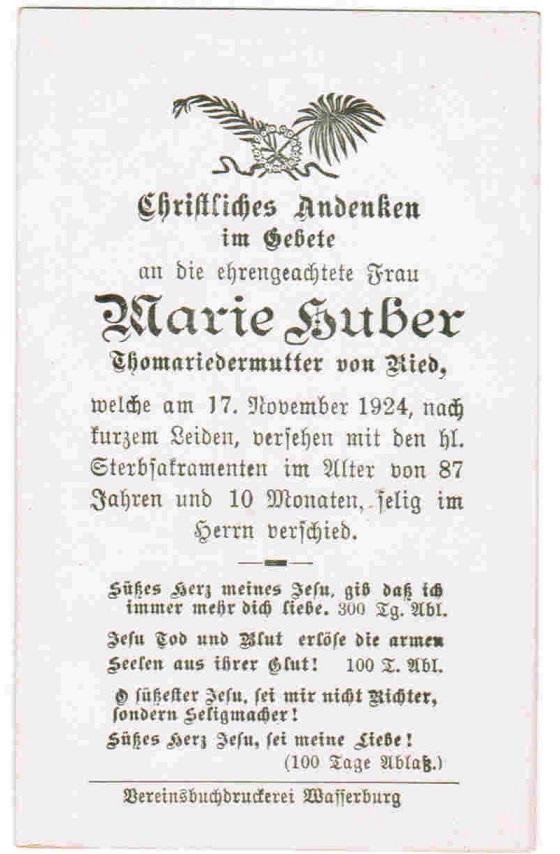 Christliches Andenken
im Gebete
an die ehrengeachtete Frau
Marie Huber
Thomariedermutter von Ried,
welche am 17. November 1924, nach
kurzem Leiden, versehen mit den hl.
Sterbsakramenten im Alter von 87
Jahren und 10 Monaten, selig im
Herrn verschied.
Süßes Herz meines Jesu, gib daß ich
immer mehr dich liebe. 300 Tg. Abl.
Jesu Tod und Blut erlöse die armen
Seelen aus ihrer Glut! 100 T. Abl.
O süßester Jesu, sei mir nicht Richter,
sondern Seligmacher!
Süßes Herz Jesu, sei meine Liebe!
(100 Tage Ablaß.)
Vereinsbuchdruckerei Wasserburg